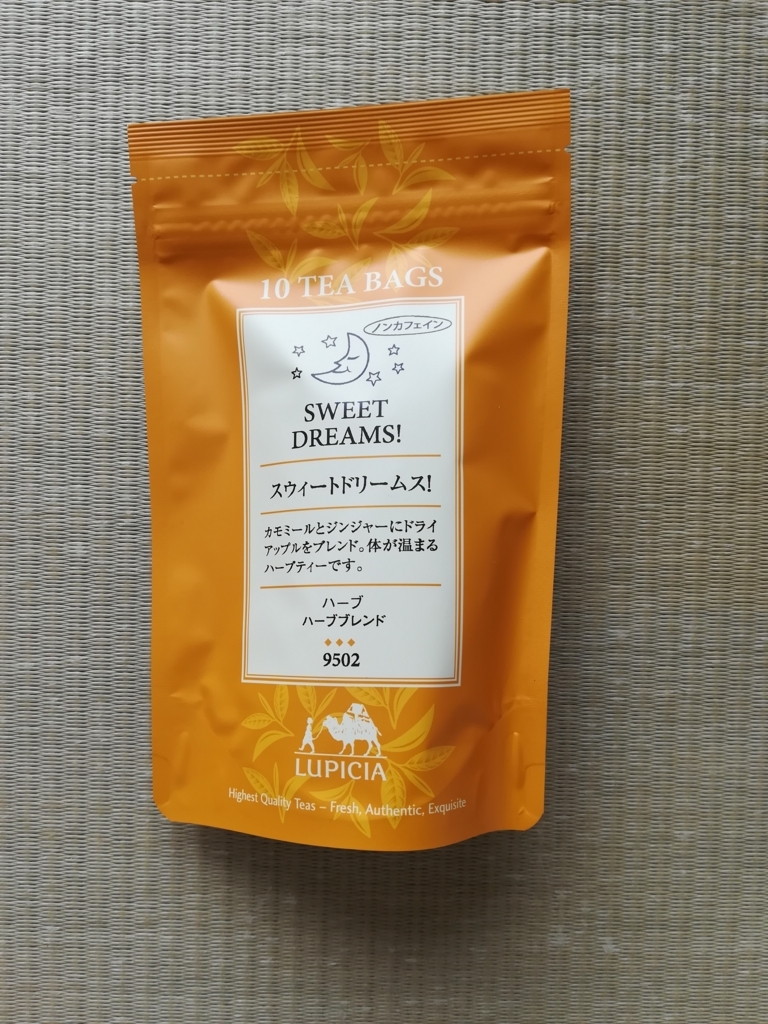 10 TEA BAGS
ノンカフェイン
SWEET
DREAMS!
スウィートドリームス!
カモミールとジンジャーにドライ
アップルをブレンド。体が温まる
ハーブティーです。
ハーブ
ハーブブレンド
9502
LUPICIA
Highest Quality Teas – Fresh, Authentic, Exquisite